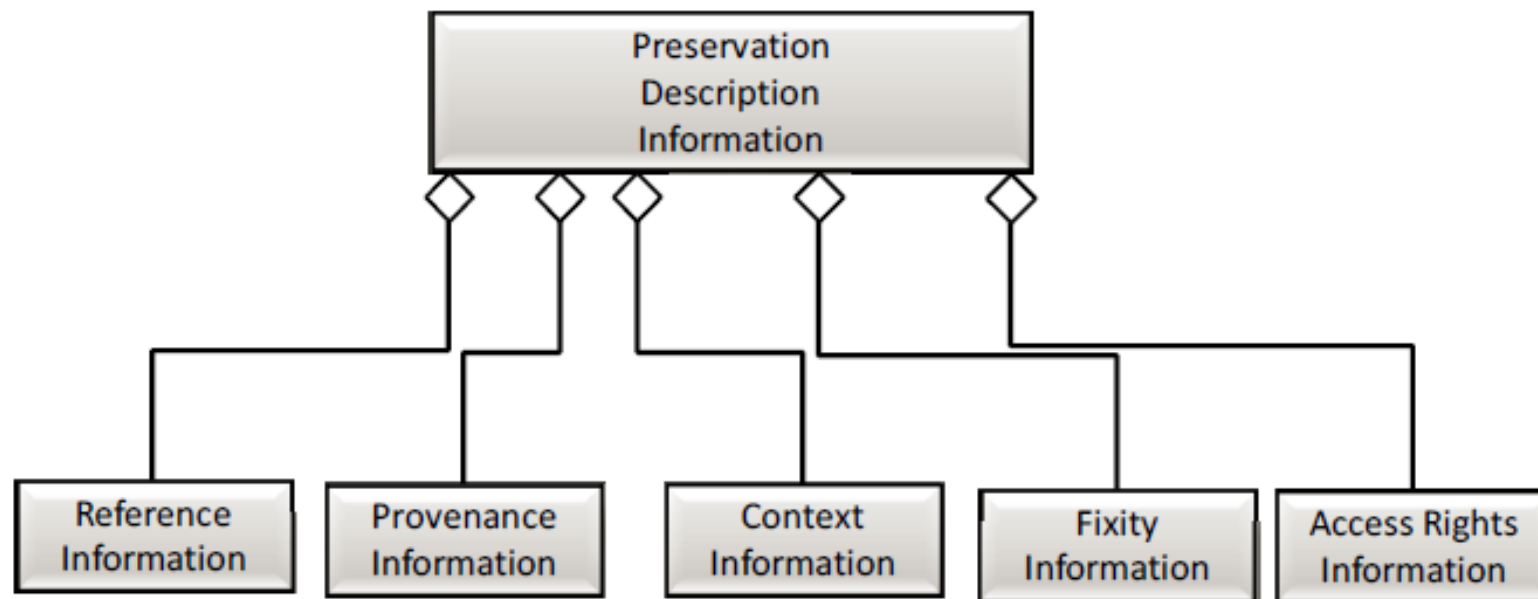 Preservation
Description
Information
Reference
Information
Provenance
Information
Context
Information
Fixity
Information
Access Rights
Information